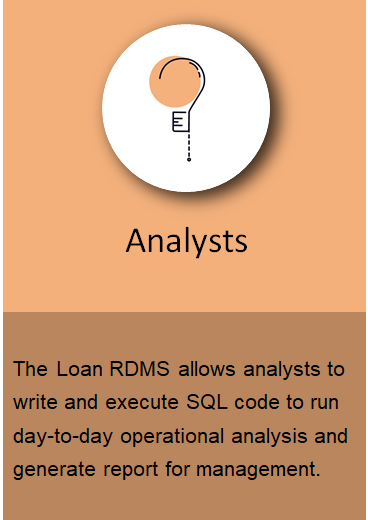 Analysts
The Loan RDMS allows analysts to
write and execute SQL code to run
day-to-day operational analysis and
generate report for management.